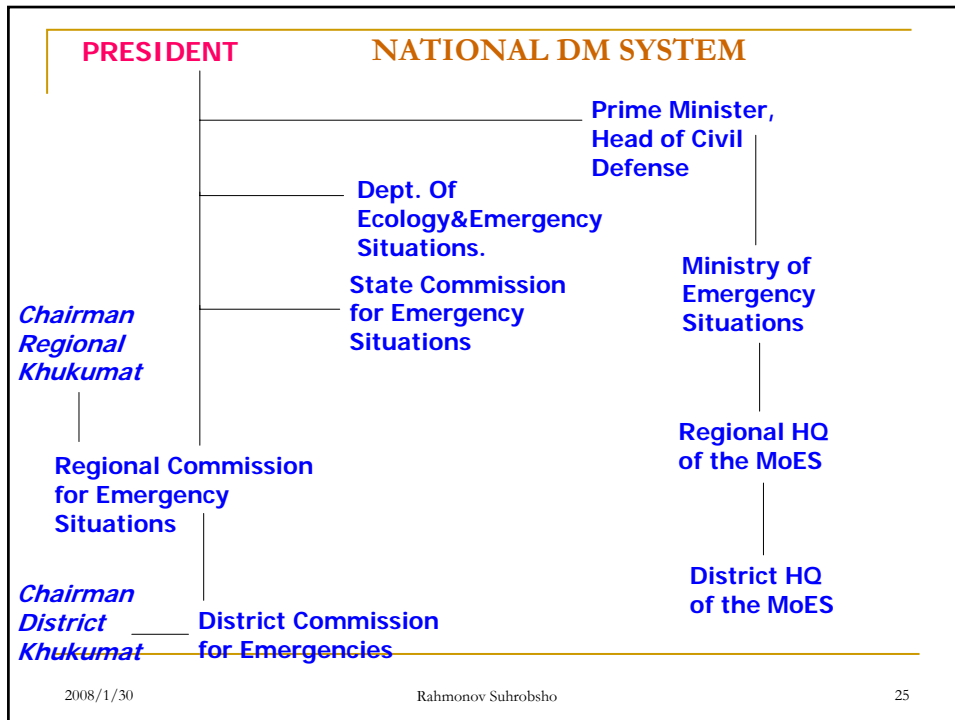 PRESIDENT
NATIONAL DM SYSTEM
Prime Minister,
Head of Civil
Defense
Dept. Of
Ecology&Emergency
Situations.
State Commission
for Emergency
Situations
Ministry of
Emergency
Situations
Chairman
Regional
Khukumat
Regional Commission
for Emergency
Situations
Regional HQ
of the MoES
Chairman
District
Khukumat
District Commission
for Emergencies
District HQ
of the MoES
2008/1/30
Rahmonov Suhrobsho
25